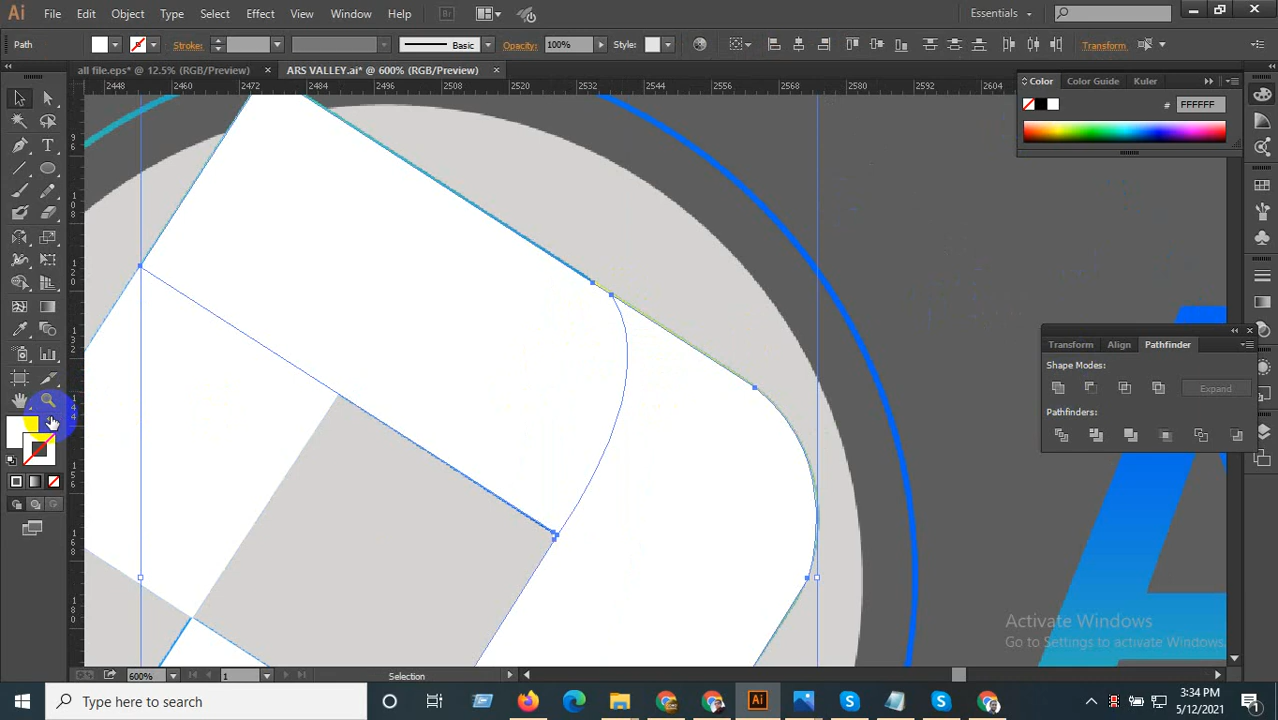 Ai File Edit Object Type Select Effect View Window Help Br Essentials
Path Stroke: Basic Opacity: 100% Style: Transform
all file.eps* @ 12.5% (RGB/Preview) ARS VALLEY.ai* @ 600% (RGB/Preview)
2448 2460 2472 2484 2496 2508 2520 2532 2544 2556 2568 2580 2592 2604
Color Color Guide Kuler
# FFFFFF
Transform Align Pathfinder
Shape Modes:
Expand
Pathfinders:
Activate Windows
Go to Settings to activate Windows.
600% 1 Selection
Type here to search
Ai
3:34 PM
5/12/2021